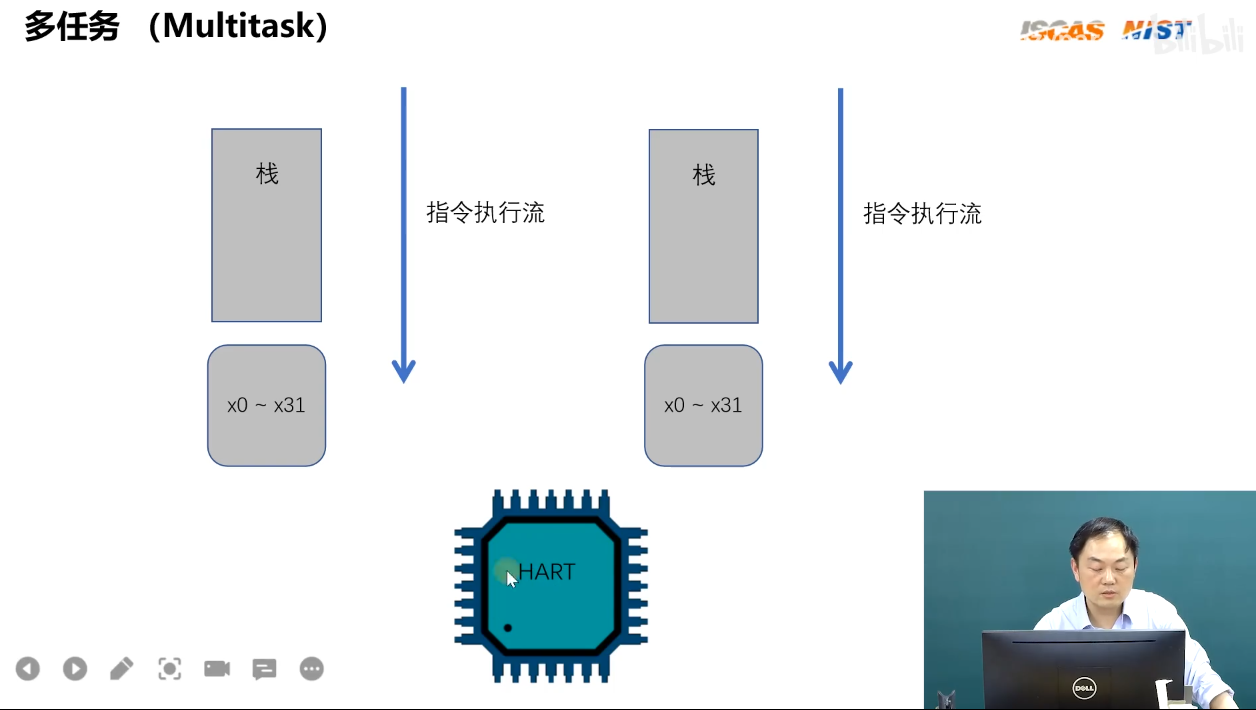 多任务 （Multitask）
ISCAS NIST
bilibili
栈
指令执行流
栈
指令执行流
x0 ~ x31
x0 ~ x31
HART
DELL